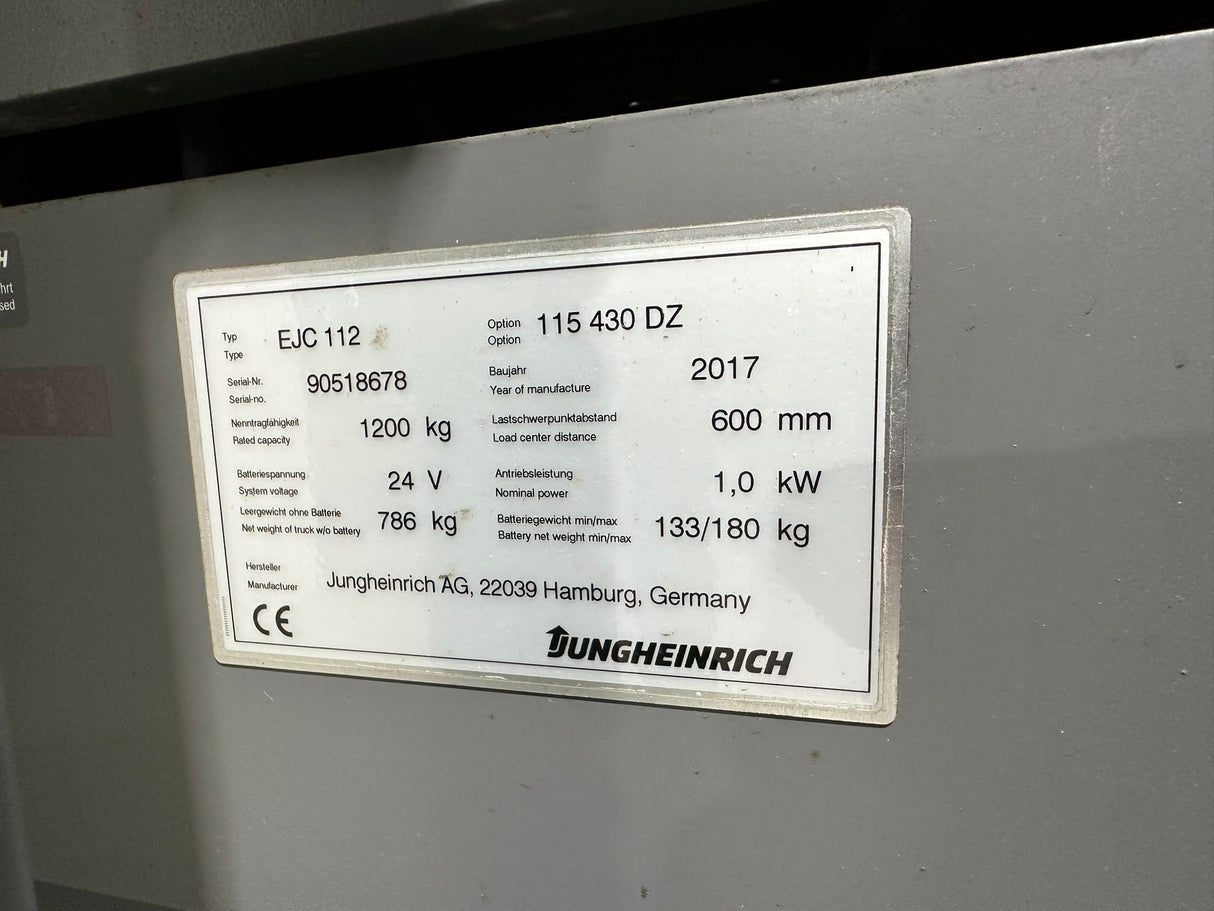 Typ
Type
EJC 112
Option
Option
115 430 DZ
Serial-Nr.
Serial-no.
90518678
Baujahr
Year of manufacture
2017
Nenntragfähigkeit
Rated capacity
1200 kg
Lastschwerpunktabstand
Load center distance
600 mm
Batteriespannung
System voltage
24 V
Antriebsleistung
Nominal power
1,0 kW
Leergewicht ohne Batterie
Net weight of truck w/o battery
786 kg
Batteriegewicht min/max
Battery net weight min/max
133/180 kg
Hersteller
Manufacturer
Jungheinrich AG, 22039 Hamburg, Germany
CE
JUNGHEINRICH